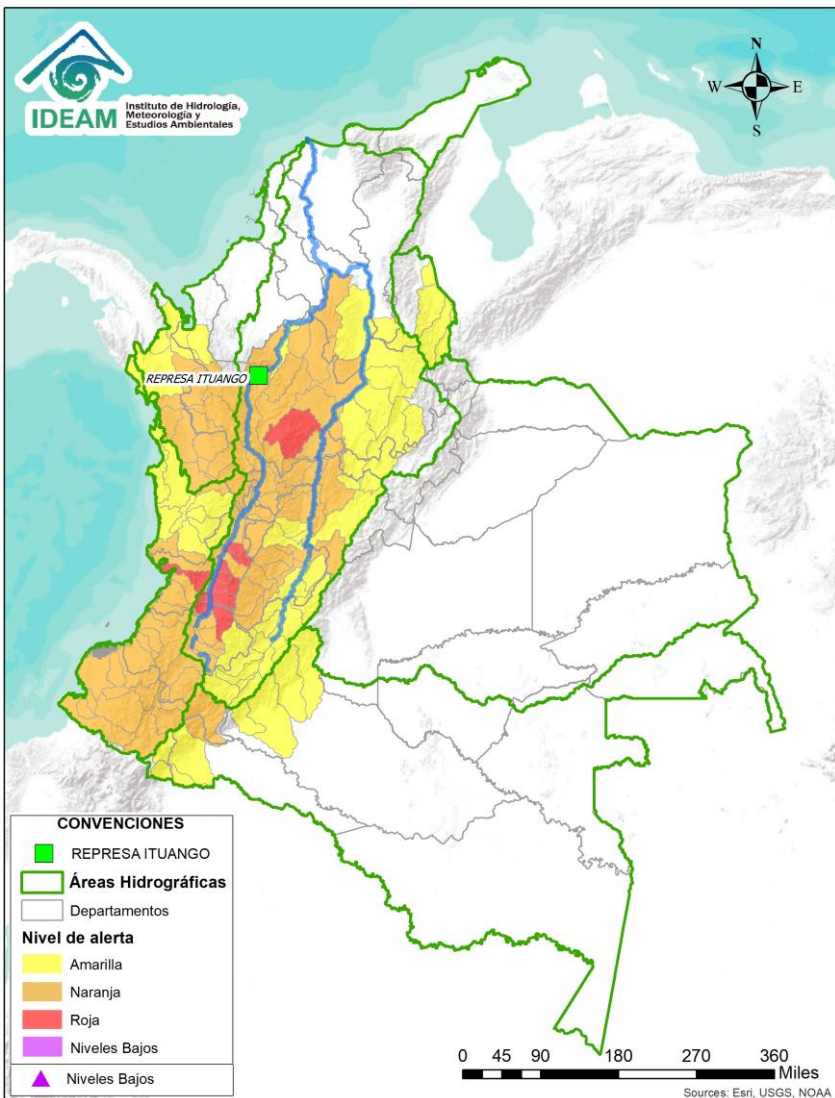 IDEAM
Instituto de Hidrología,
Meteorología y
Estudios Ambientales
N
W
E
S
REPRESA ITUANGO
CONVENCIONES
REPRESA ITUANGO
Áreas Hidrográficas
Departamentos
Nivel de alerta
Amarilla
Naranja
Roja
Niveles Bajos
Niveles Bajos
0 45 90 180 270 360
Miles
Sources: Esri, USGS, NOAA